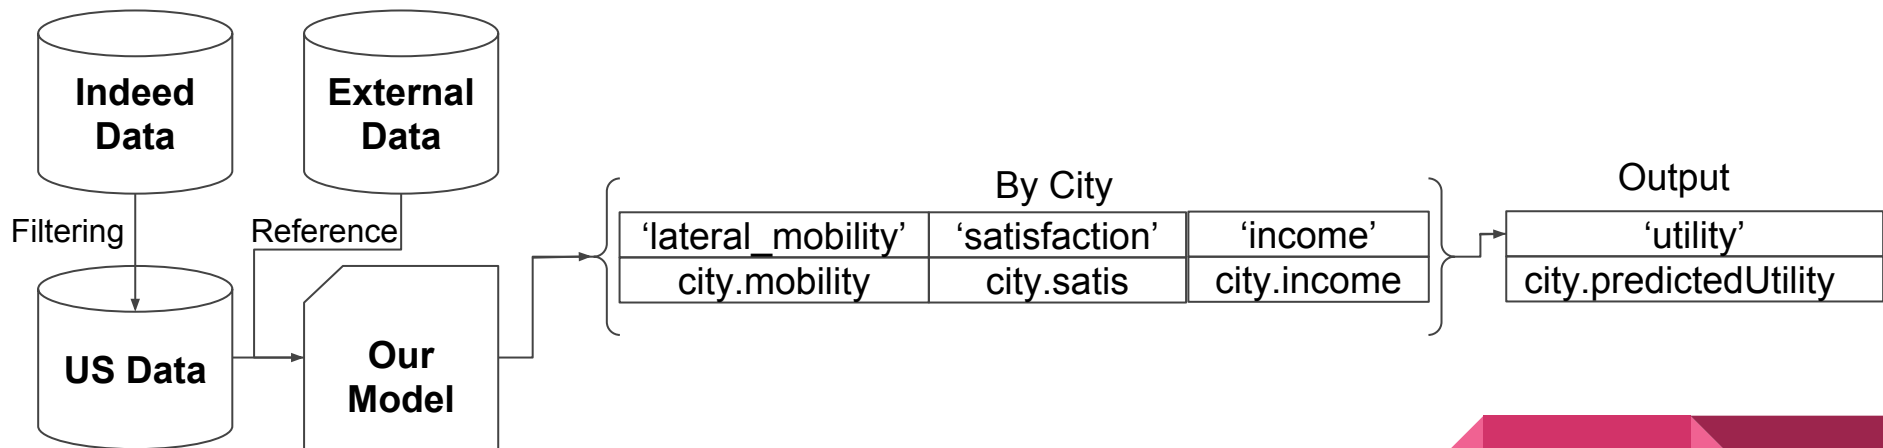 Indeed
Data
External
Data
Filtering
Reference
US Data
Our
Model
By City
‘lateral_mobility’ ‘satisfaction’ ‘income’
city.mobility city.satis city.income
Output
‘utility’
city.predictedUtility